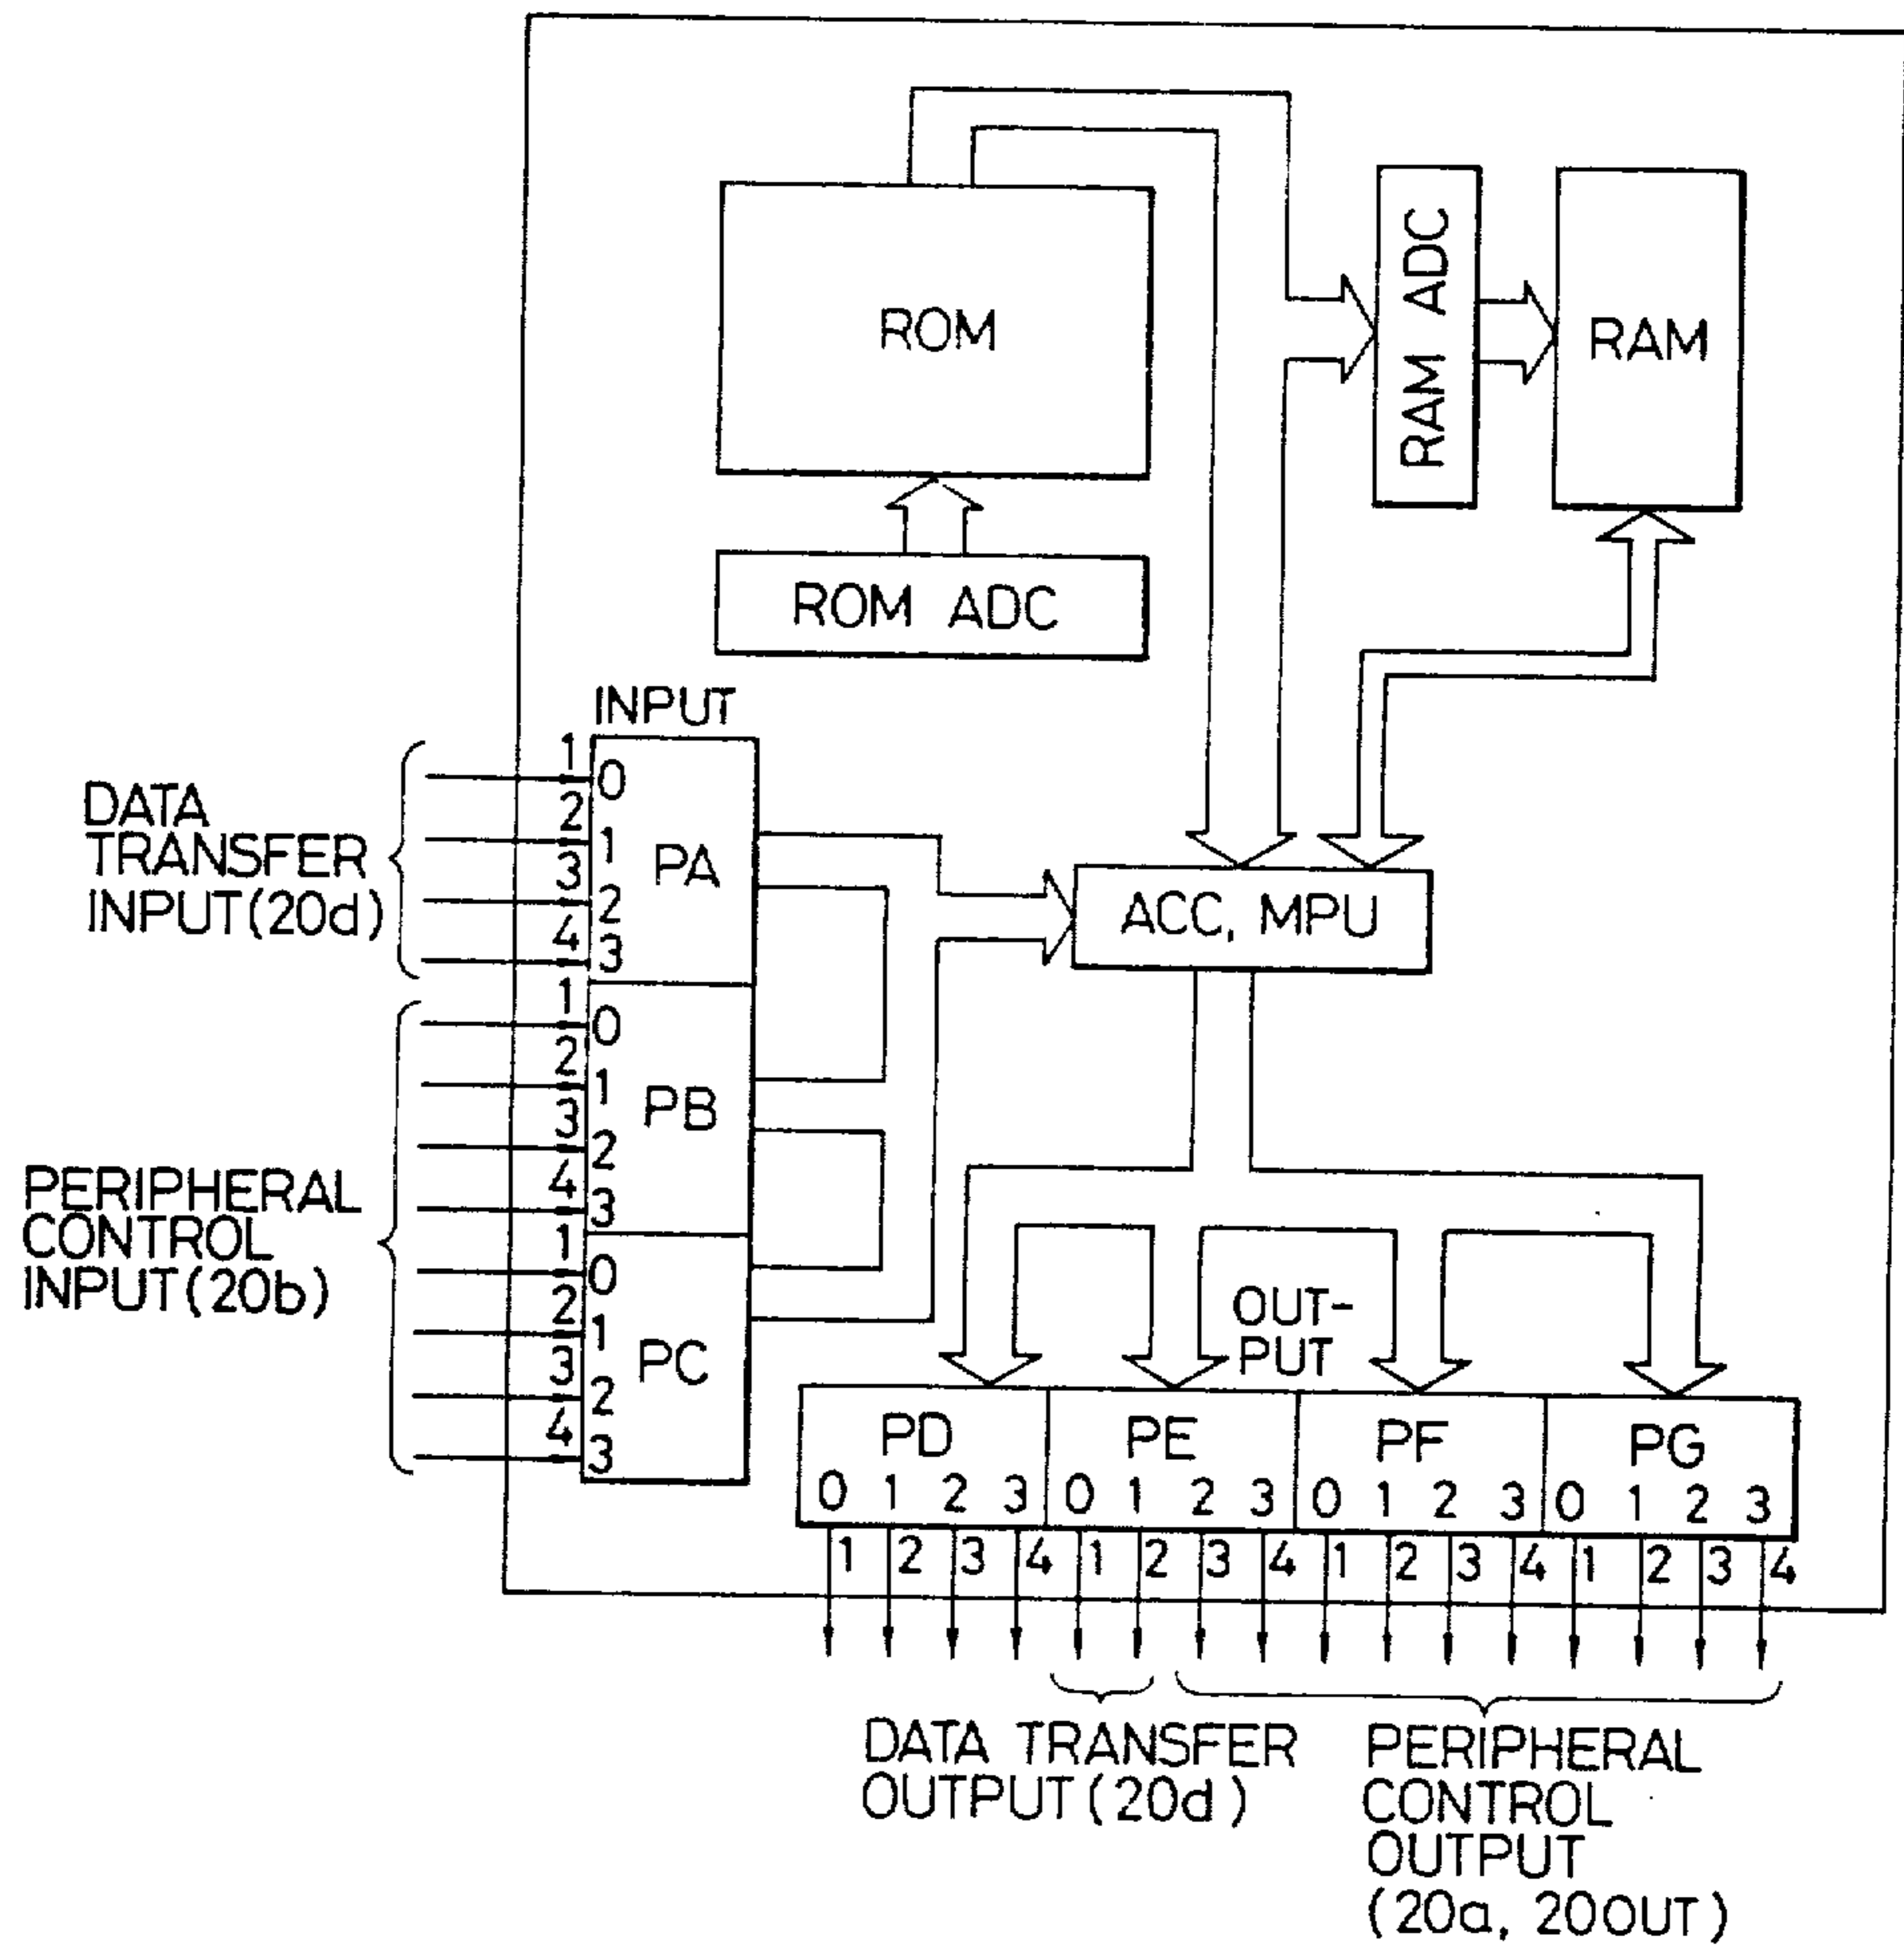 ROM
RAM ADC
RAM
ROM ADC
INPUT
DATA
TRANSFER
INPUT(20d)
1
0
2
1
3
2
4
3
PA
ACC, MPU
PERIPHERAL
CONTROL
INPUT(20b)
1
0
2
1
3
2
4
3
PB
1
0
2
1
3
2
4
3
PC
OUT-
PUT
PD PE PF PG
0 1 2 3 0 1 2 3 0 1 2 3 0 1 2 3
1 2 3 4 1 2 3 4 1 2 3 4 1 2 3 4
DATA TRANSFER
OUTPUT(20d)
PERIPHERAL
CONTROL
OUTPUT
(20a, 20OUT)